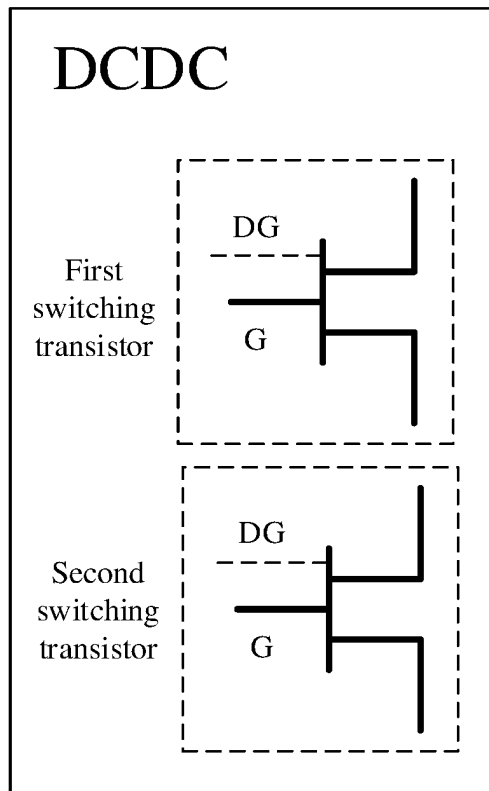 DCDC
DG
First
switching
transistor
G
DG
Second
switching
transistor
G